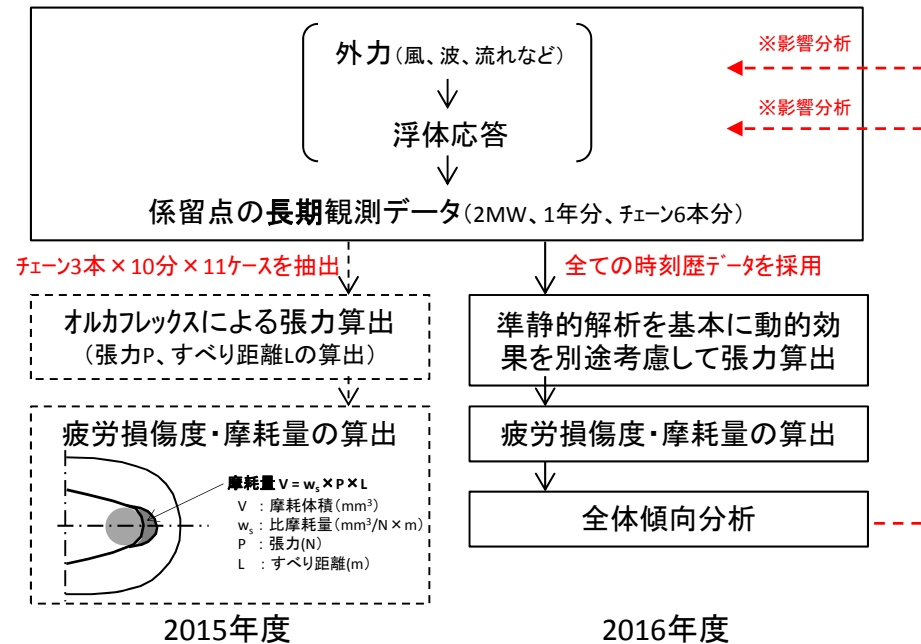 外力(風、波、流れなど)
※影響分析
※影響分析
浮体応答
係留点の長期観測データ(2MW、1年分、チェーン6本分)
チェーン3本×10分×11ケースを抽出
全ての時刻歴データを採用
オルカフレックスによる張力算出
(張力P、すべり距離Lの算出)
準静的解析を基本に動的効
果を別途考慮して張力算出
疲労損傷度・摩耗量の算出
摩耗量 V = ws × P × L
V :摩耗体積(mm³)
ws :比摩耗量(mm³/N×m)
P :張力(N)
L :すべり距離(m)
疲労損傷度・摩耗量の算出
全体傾向分析
2015年度
2016年度